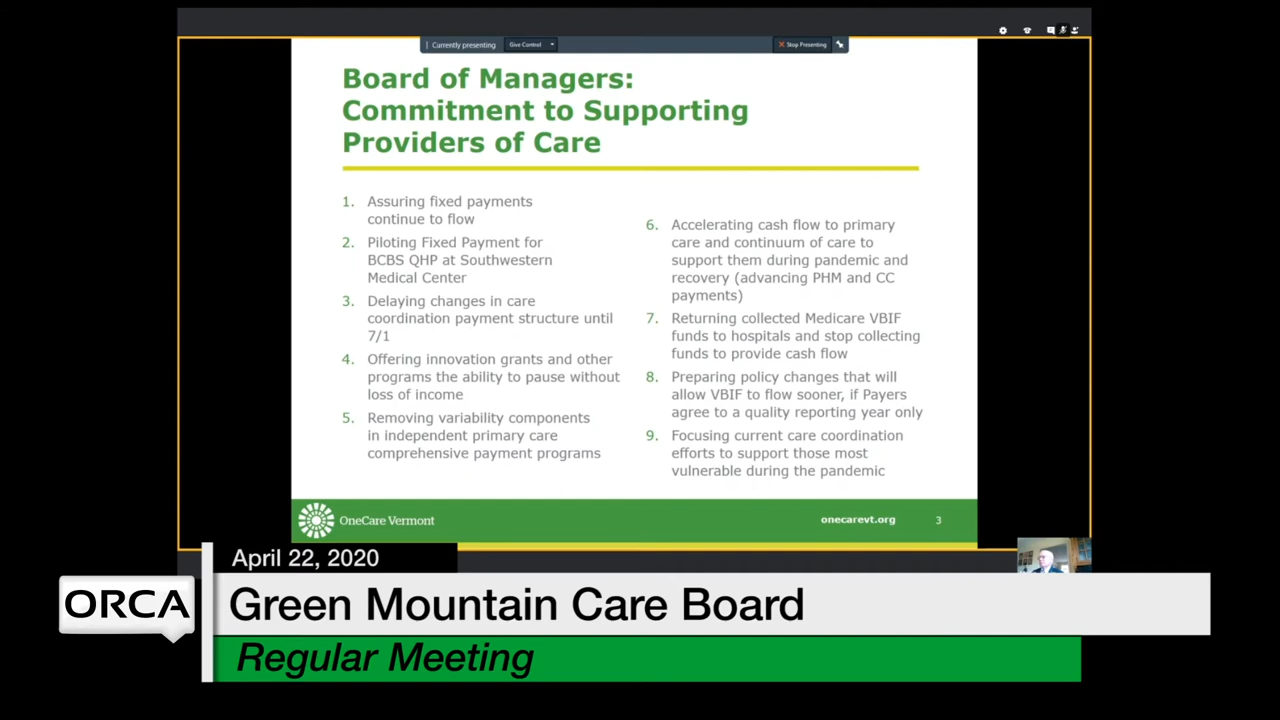 Currently presenting
Give Control
Stop Presenting
Board of Managers:
Commitment to Supporting
Providers of Care
1. Assuring fixed payments
continue to flow
2. Piloting Fixed Payment for
BCBS QHP at Southwestern
Medical Center
3. Delaying changes in care
coordination payment structure until
7/1
4. Offering innovation grants and other
programs the ability to pause without
loss of income
5. Removing variability components
in independent primary care
comprehensive payment programs
6. Accelerating cash flow to primary
care and continuum of care to
support them during pandemic and
recovery (advancing PHM and CC
payments)
7. Returning collected Medicare VBIF
funds to hospitals and stop collecting
funds to provide cash flow
8. Preparing policy changes that will
allow VBIF to flow sooner, if Payers
agree to a quality reporting year only
9. Focusing current care coordination
efforts to support those most
vulnerable during the pandemic
OneCare Vermont
onecarevt.org
3
April 22, 2020
ORCA
Green Mountain Care Board
Regular Meeting